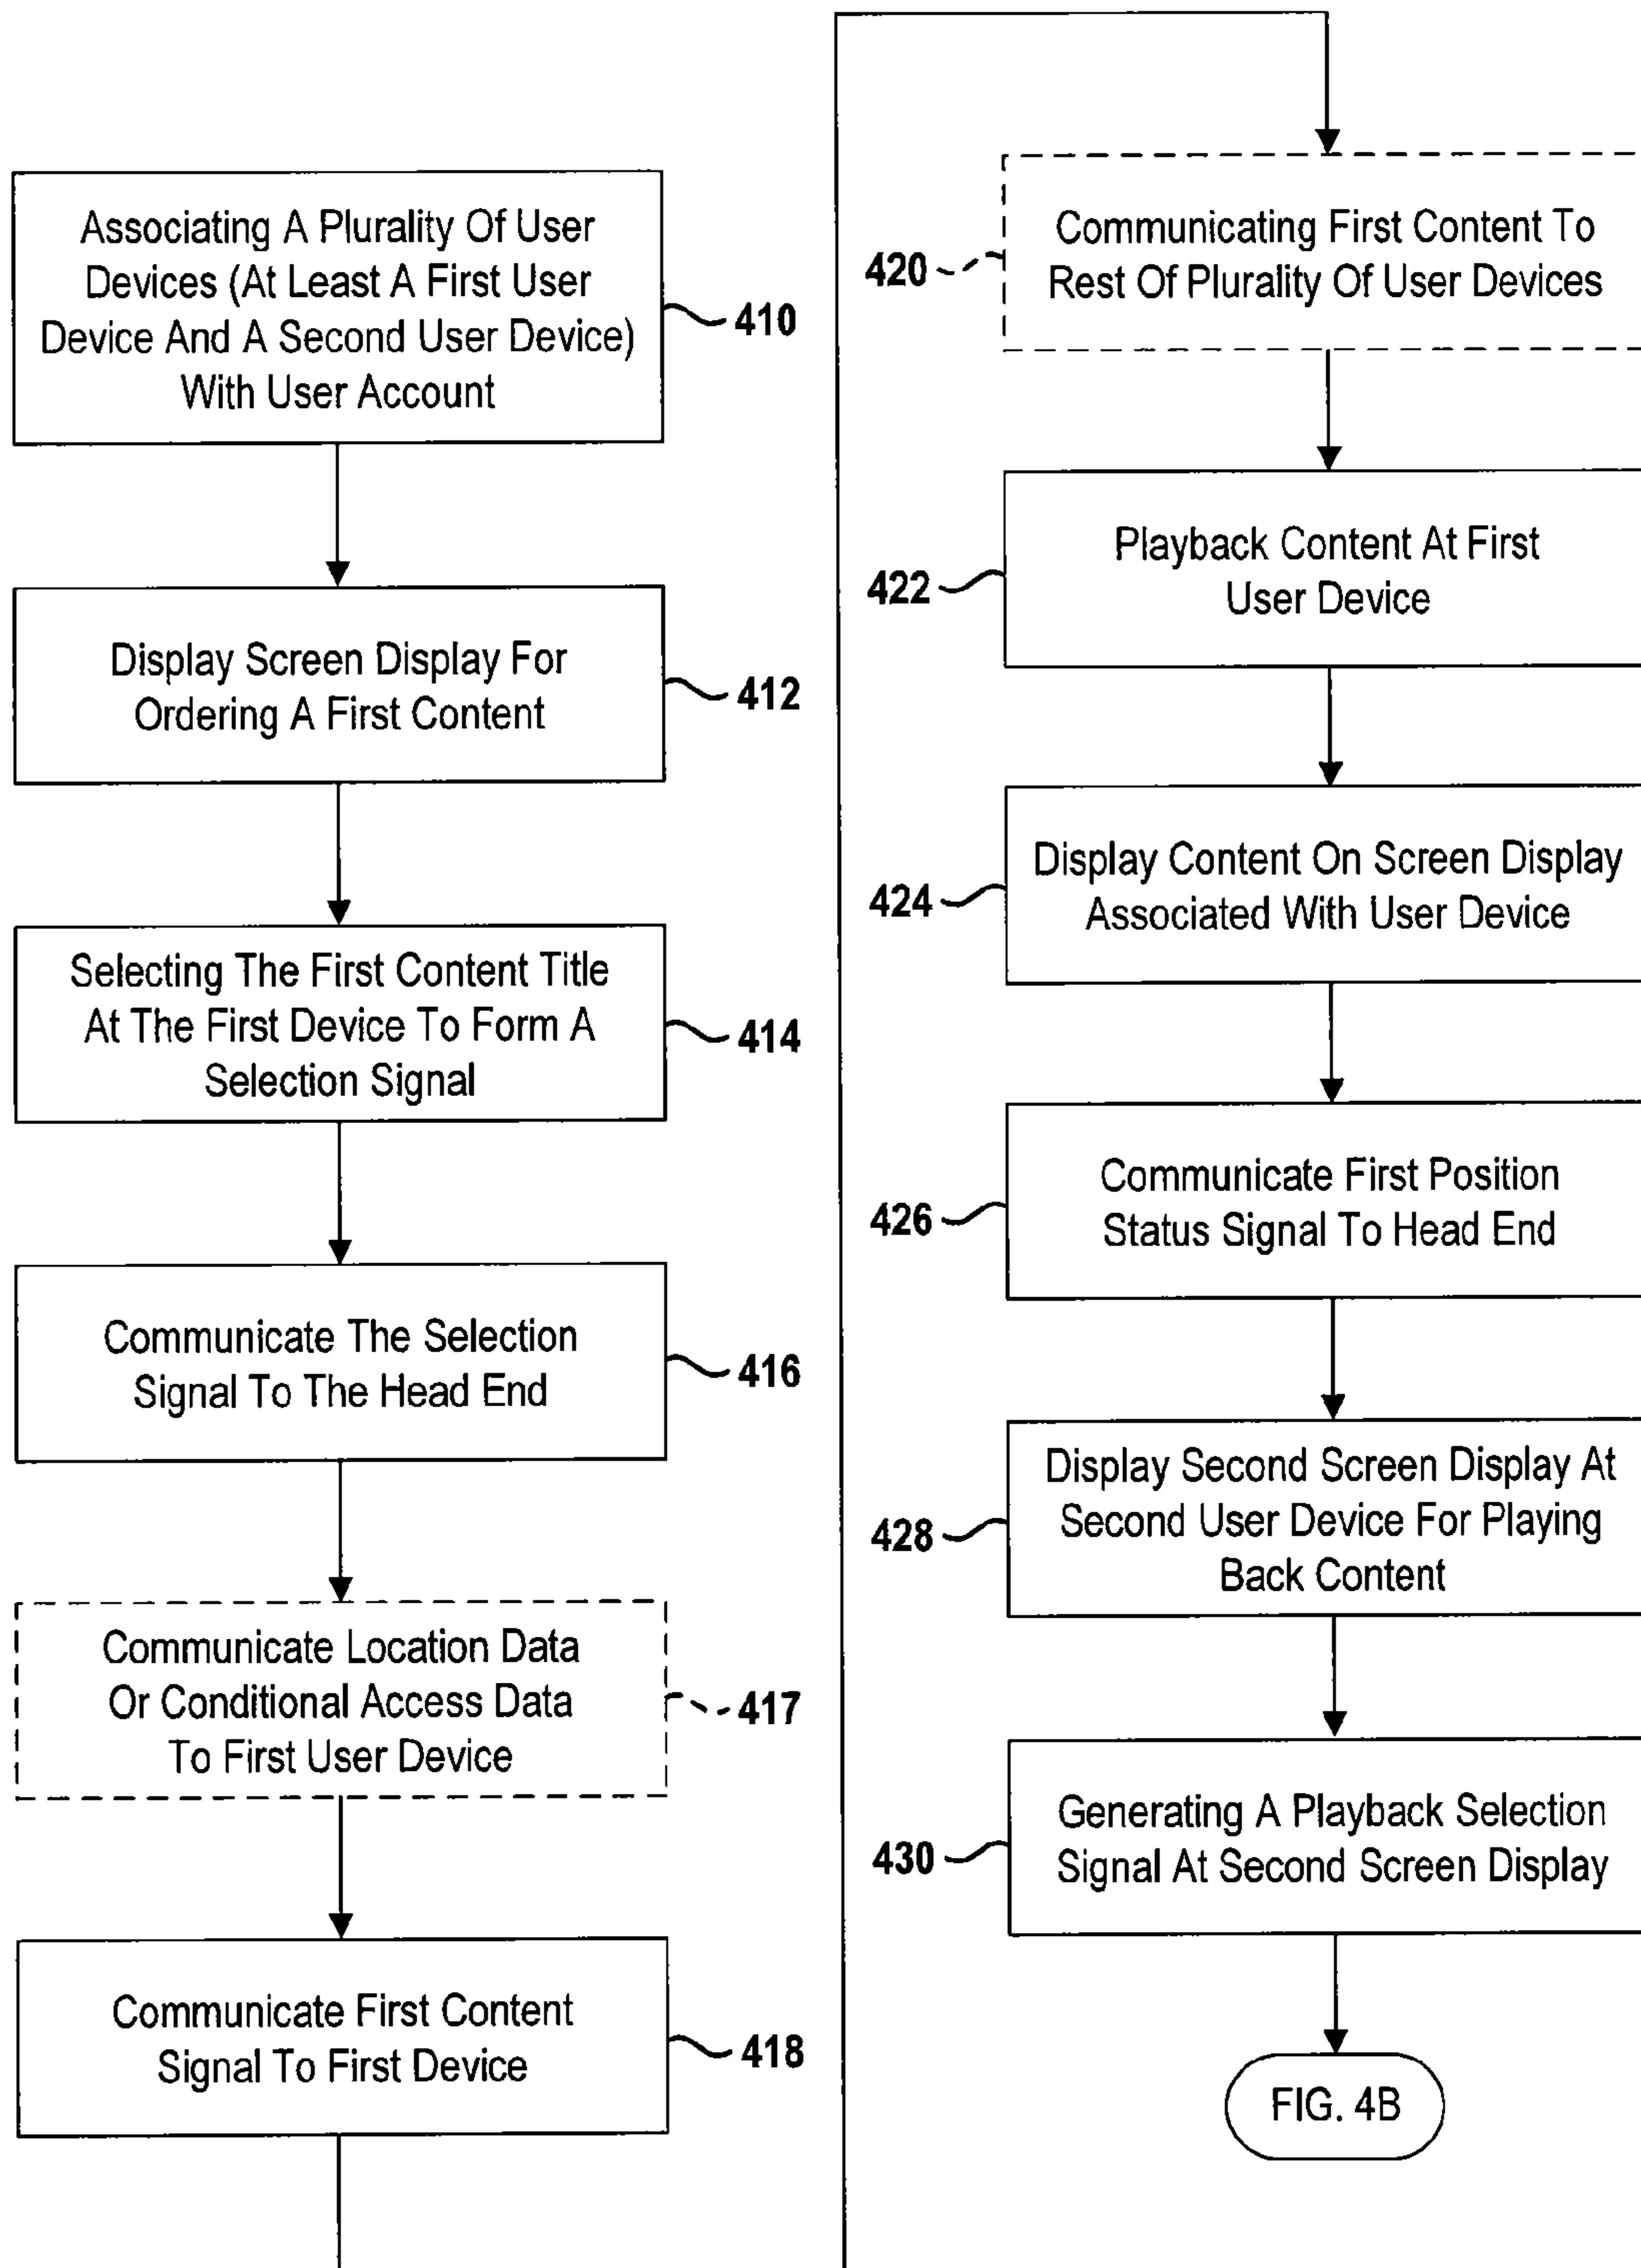 Associating A Plurality Of User
Devices (At Least A First User
Device And A Second User Device)
With User Account
410
Display Screen Display For
Ordering A First Content
412
Selecting The First Content Title
At The First Device To Form A
Selection Signal
414
Communicate The Selection
Signal To The Head End
416
Communicate Location Data
Or Conditional Access Data
To First User Device
417
Communicate First Content
Signal To First Device
418
Communicating First Content To
Rest Of Plurality Of User Devices
420
Playback Content At First
User Device
422
Display Content On Screen Display
Associated With User Device
424
Communicate First Position
Status Signal To Head End
426
Display Second Screen Display At
Second User Device For Playing
Back Content
428
Generating A Playback Selection
Signal At Second Screen Display
430
FIG. 4B